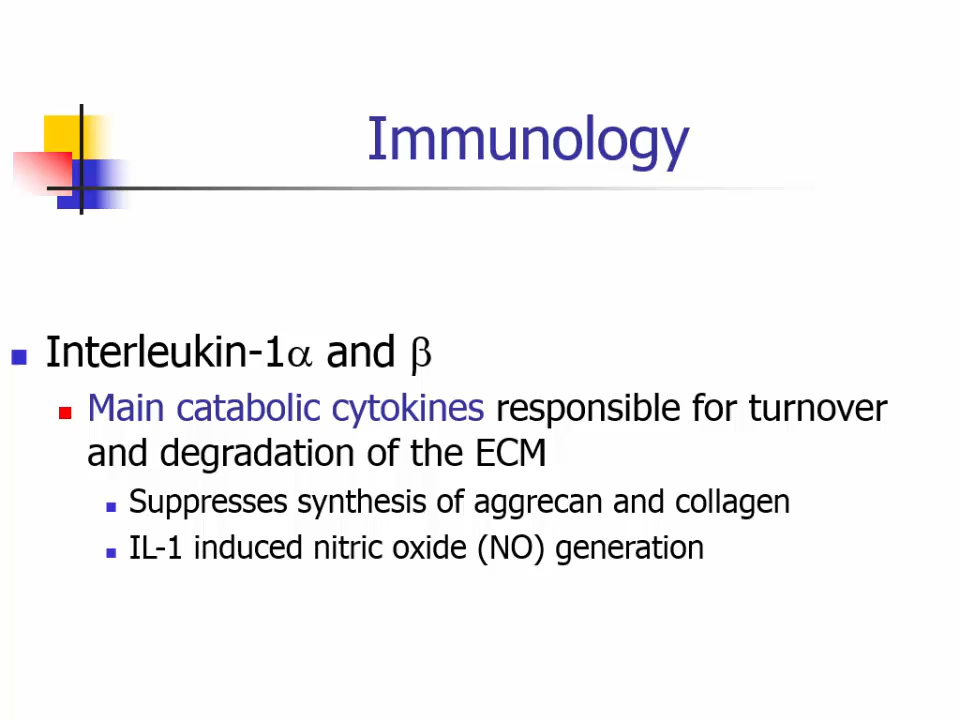 Immunology
Interleukin-1α and β
Main catabolic cytokines responsible for turnover
and degradation of the ECM
Suppresses synthesis of aggrecan and collagen
IL-1 induced nitric oxide (NO) generation